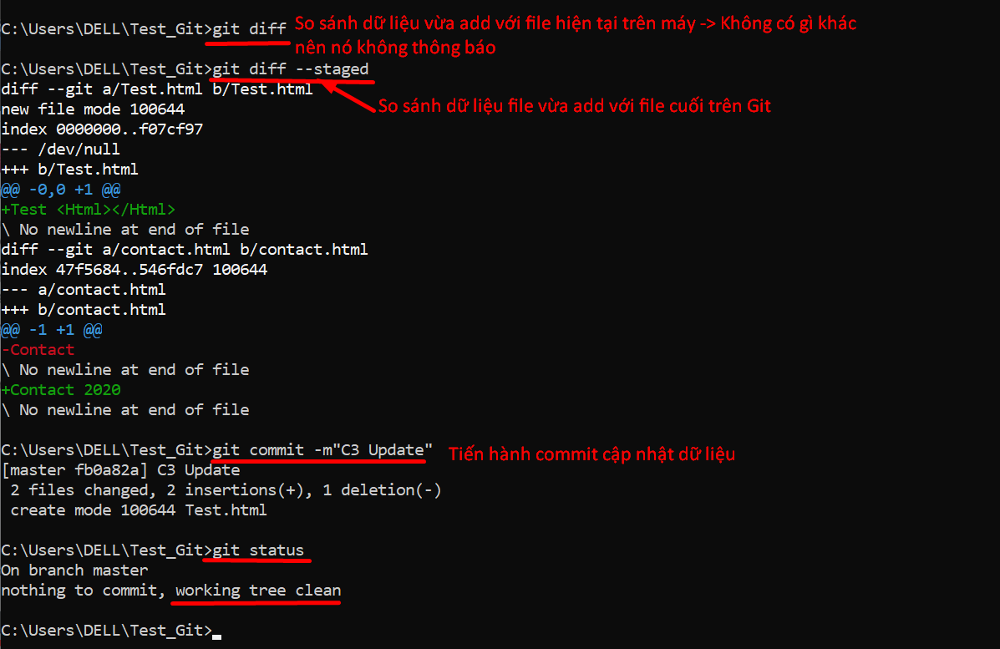 C:\Users\DELL\Test_Git>git diff So sánh dữ liệu vừa add với file hiện tại trên máy -> Không có gì khác
nên nó không thông báo
C:\Users\DELL\Test_Git>git diff --staged
diff --git a/Test.html b/Test.html
new file mode 100644
So sánh dữ liệu file vừa add với file cuối trên Git
index 0000000..f07cf97
--- /dev/null
+++ b/Test.html
@@ -0,0 +1 @@
+Test <Html></Html>
\ No newline at end of file
diff --git a/contact.html b/contact.html
index 47f5684..546fdc7 100644
--- a/contact.html
+++ b/contact.html
@@ -1 +1 @@
-Contact
\ No newline at end of file
+Contact 2020
\ No newline at end of file
C:\Users\DELL\Test_Git>git commit -m"C3 Update" Tiến hành commit cập nhật dữ liệu
[master fb0a82a] C3 Update
 2 files changed, 2 insertions(+), 1 deletion(-)
 create mode 100644 Test.html
C:\Users\DELL\Test_Git>git status
On branch master
nothing to commit, working tree clean
C:\Users\DELL\Test_Git>